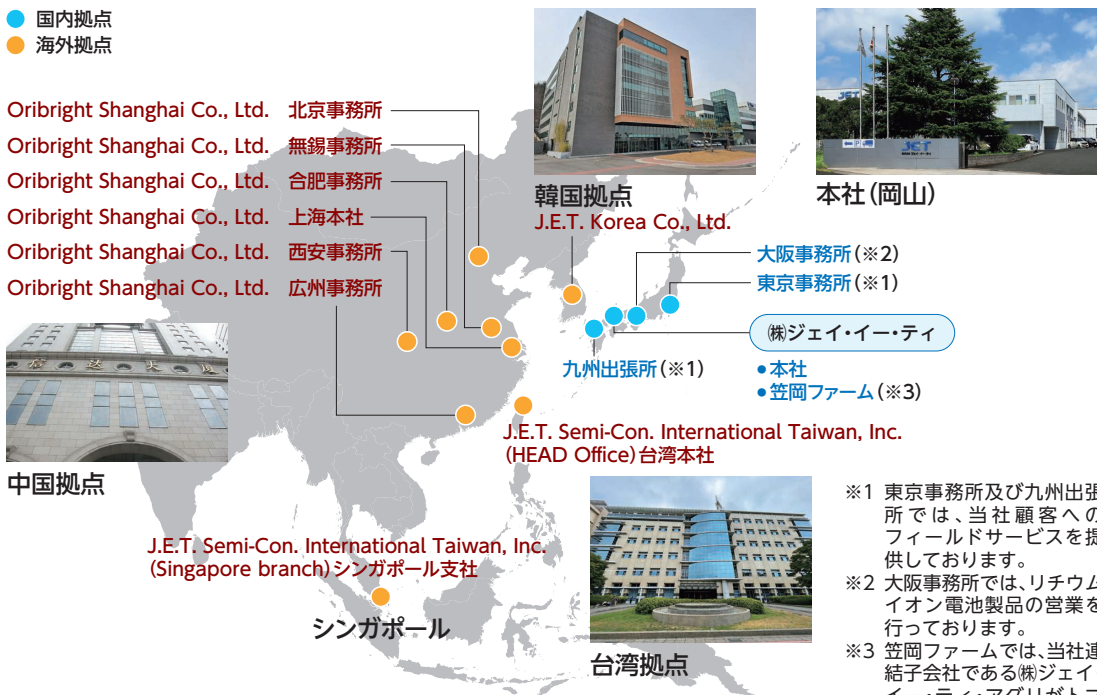 国内拠点
海外拠点
Oribright Shanghai Co., Ltd. 北京事務所
Oribright Shanghai Co., Ltd. 無錫事務所
Oribright Shanghai Co., Ltd. 合肥事務所
Oribright Shanghai Co., Ltd. 上海本社
Oribright Shanghai Co., Ltd. 西安事務所
Oribright Shanghai Co., Ltd. 広州事務所
中国拠点
韓国拠点
J.E.T. Korea Co., Ltd.
JET
JET
本社(岡山)
大阪事務所(※2)
東京事務所(※1)
㈱ジェイ・イー・ティ
●本社
●笠岡ファーム(※3)
九州出張所(※1)
J.E.T. Semi-Con. International Taiwan, Inc.
(HEAD Office)台湾本社
J.E.T. Semi-Con. International Taiwan, Inc.
(Singapore branch)シンガポール支社
シンガポール
台湾拠点
※1 東京事務所及び九州出張
所では、当社顧客への
フィールドサービスを提
供しております。
※2 大阪事務所では、リチウム
イオン電池製品の営業を
行っております。
※3 笠岡ファームでは、当社連
結子会社である㈱ジェイ